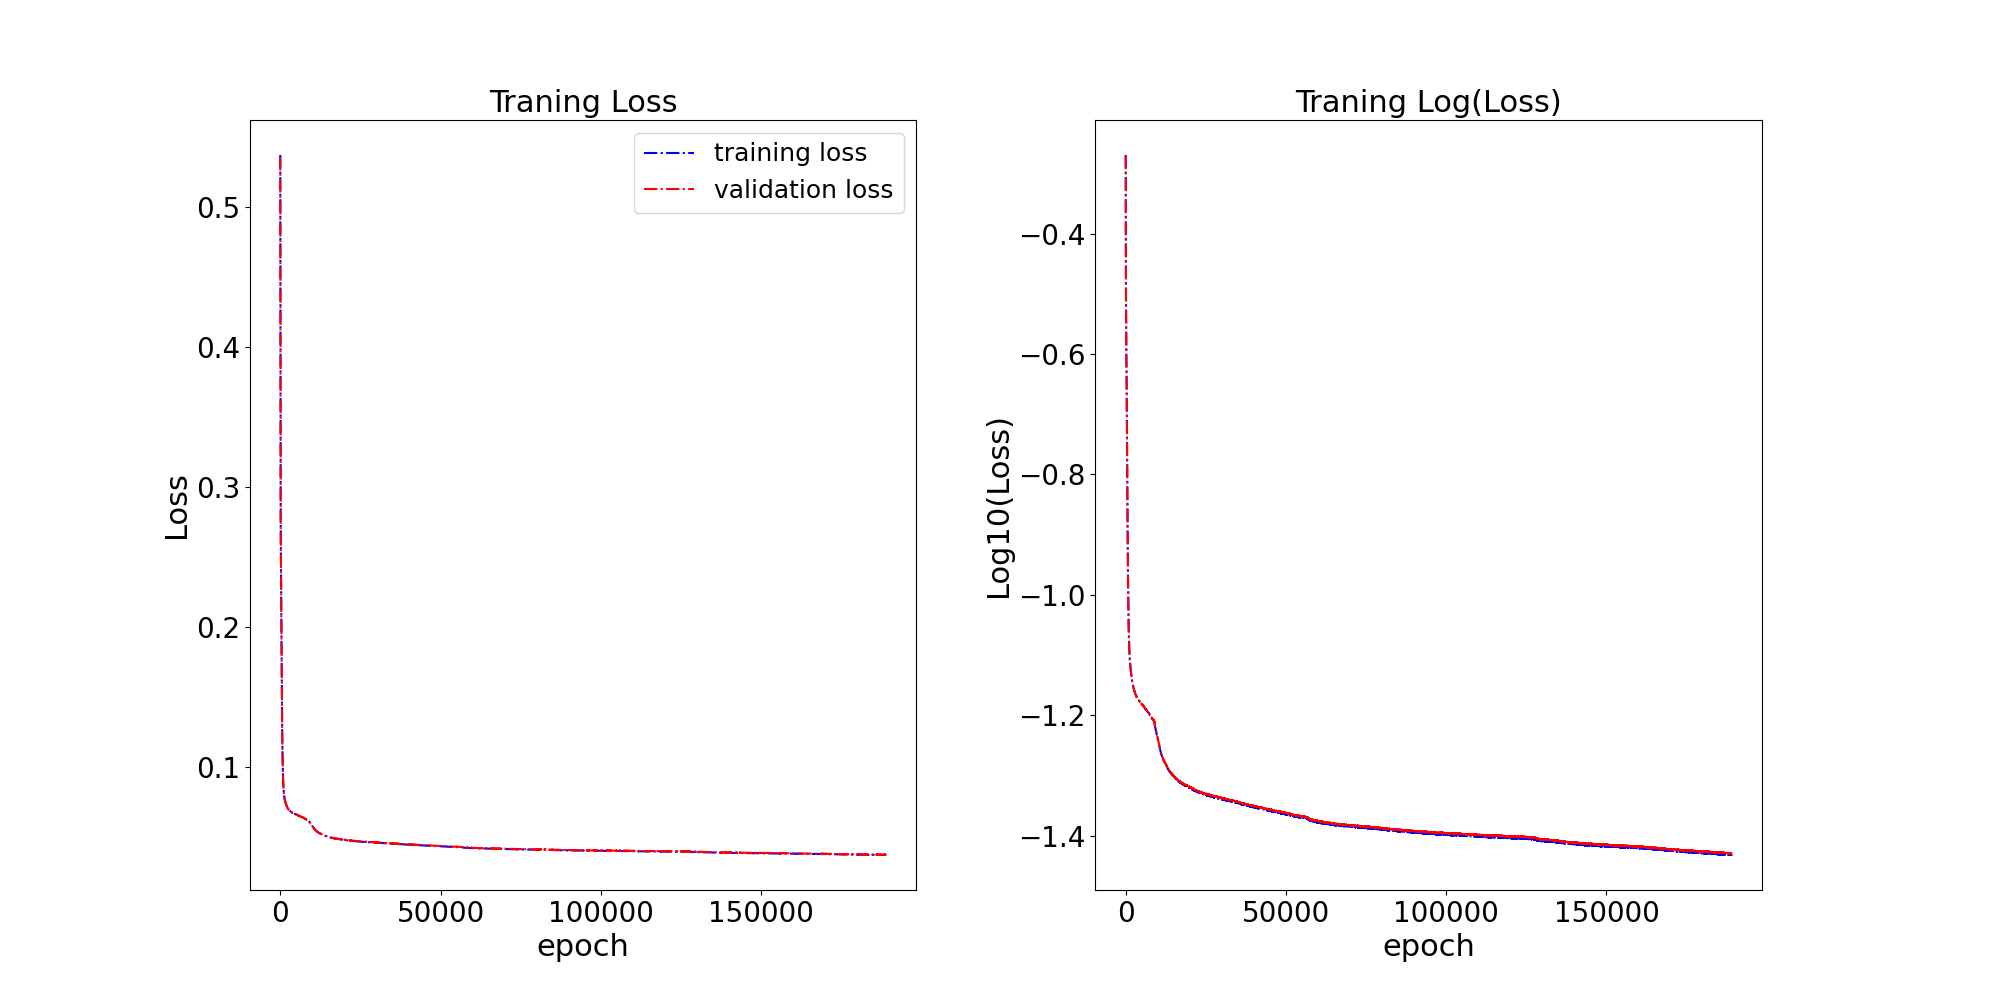 Traning Loss
training loss
validation loss
0.5
0.4
0.3
0.2
0.1
Loss
0
50000
100000
150000
epoch
Traning Log(Loss)
−0.4
−0.6
−0.8
−1.0
−1.2
−1.4
Log10(Loss)
0
50000
100000
150000
epoch